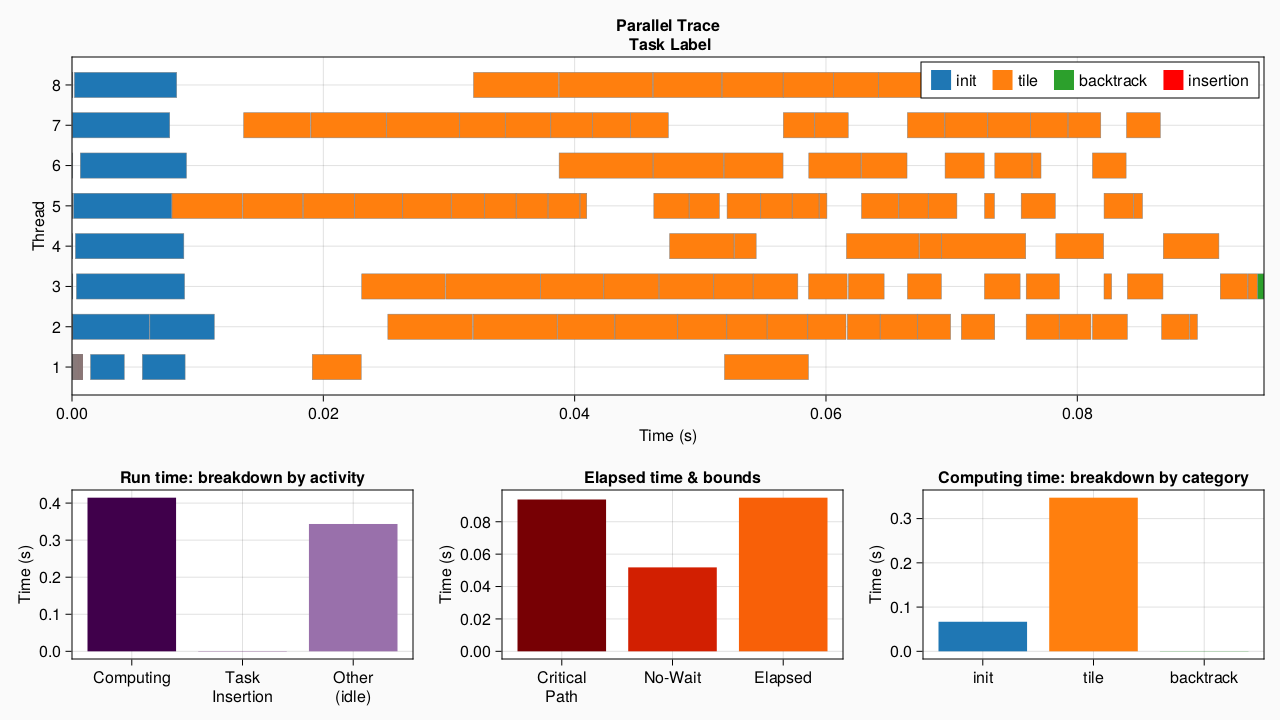 Parallel Trace
Task Label
init
tile
backtrack
insertion
Thread
8
7
6
5
4
3
2
1
0.00
0.02
0.04
0.06
0.08
Time (s)
Run time: breakdown by activity
Time (s)
0.4
0.3
0.2
0.1
0.0
Computing
Task
Insertion
Other
(idle)
Elapsed time & bounds
Time (s)
0.08
0.06
0.04
0.02
0.00
Critical
Path
No-Wait
Elapsed
Computing time: breakdown by category
Time (s)
0.3
0.2
0.1
0.0
init
tile
backtrack